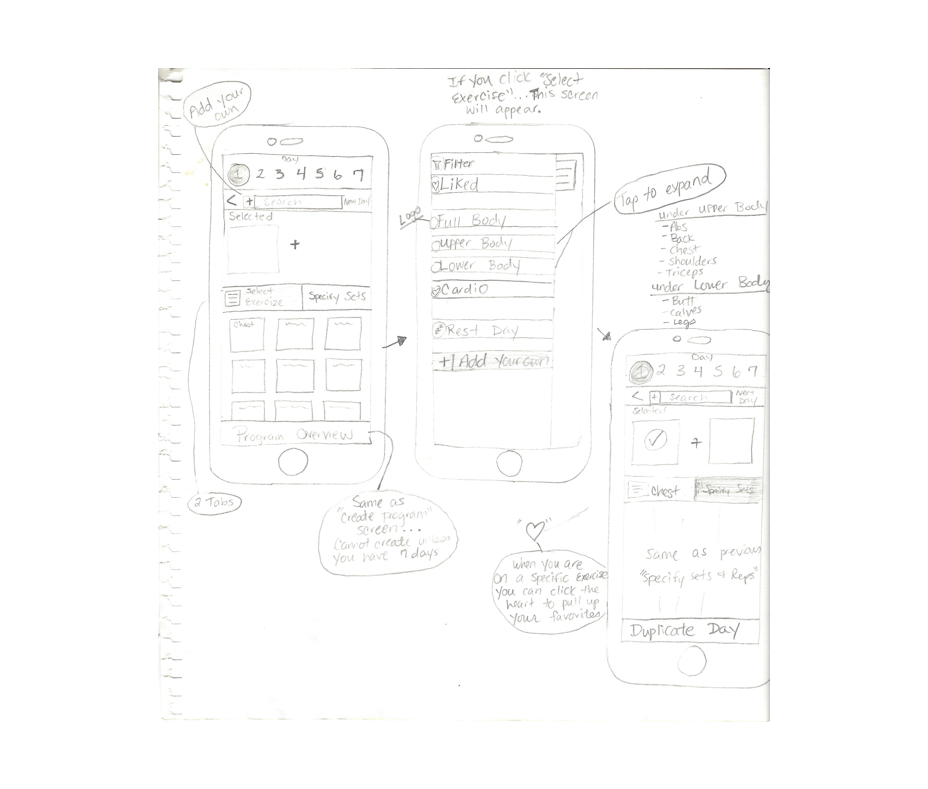 Add your
own
Day
1 2 3 4 5 6 7
< + Search Next Day
Selected
+
Select
Exercize
Specify Sets
Chest
Program Overview
2 Tabs
Same as
"Create Program"
screen...
Cannot create unless
you have 7 days
If you click "Select
Exercise"... This screen
will appear.
Filter
Liked
Logo
Full Body
Upper Body
Lower Body
Cardio
Rest Day
+ Add Your Own
Tap to expand
under upper Body
- Abs
- Back
- Chest
- Shoulders
- Triceps
under Lower Body
- Butt
- Calves
- Legs
Day
1 2 3 4 5 6 7
< + Search
Next
Day
Selected
+
Chest
Specify Sets
Same as previous
"Specify sets & Reps"
Duplicate Day
"♡"
When you are
on a specific exercise
you can click the
heart to pull up
your favorites